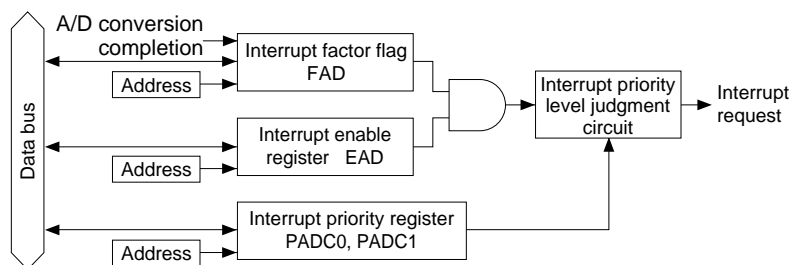 A/D conversion
completion
Interrupt factor flag
FAD
Address
Data bus
Interrupt enable
register EAD
Address
Interrupt priority
level judgment
circuit
Interrupt
request
Interrupt priority register
PADC0, PADC1
Address